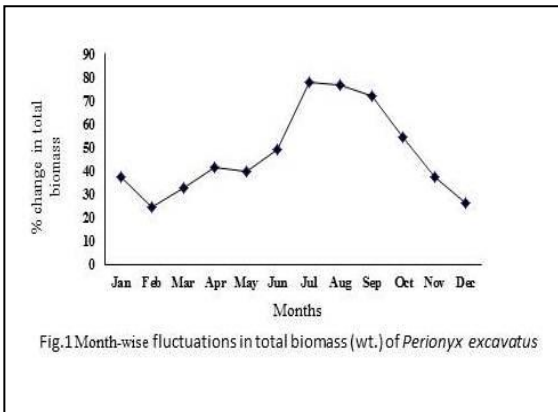 90
80
70
60
50
40
30
20
10
0
% change in total
biomass
Jan Feb Mar Apr May Jun Jul Aug Sep Oct Nov Dec
Months
Fig.1 Month-wise fluctuations in total biomass (wt.) of Perionyx excavatus